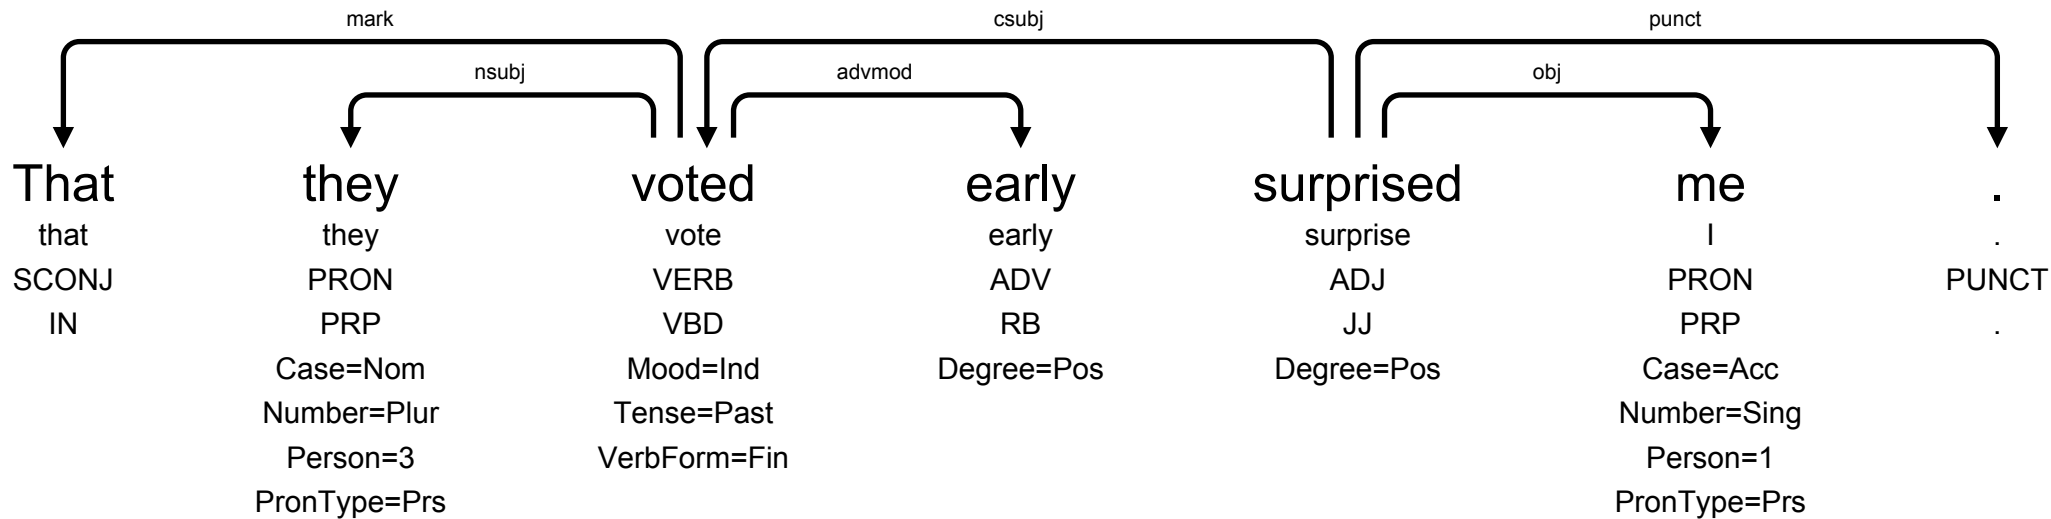 mark csubj punct
nsubj advmod obj
That they voted early surprised me .
that they vote early surprise I .
SCONJ PRON VERB ADV ADJ PRON PUNCT
IN PRP VBD RB JJ PRP .
Case=Nom Mood=Ind Degree=Pos Degree=Pos Case=Acc
Number=Plur Tense=Past Number=Sing
Person=3 VerbForm=Fin Person=1
PronType=Prs PronType=Prs